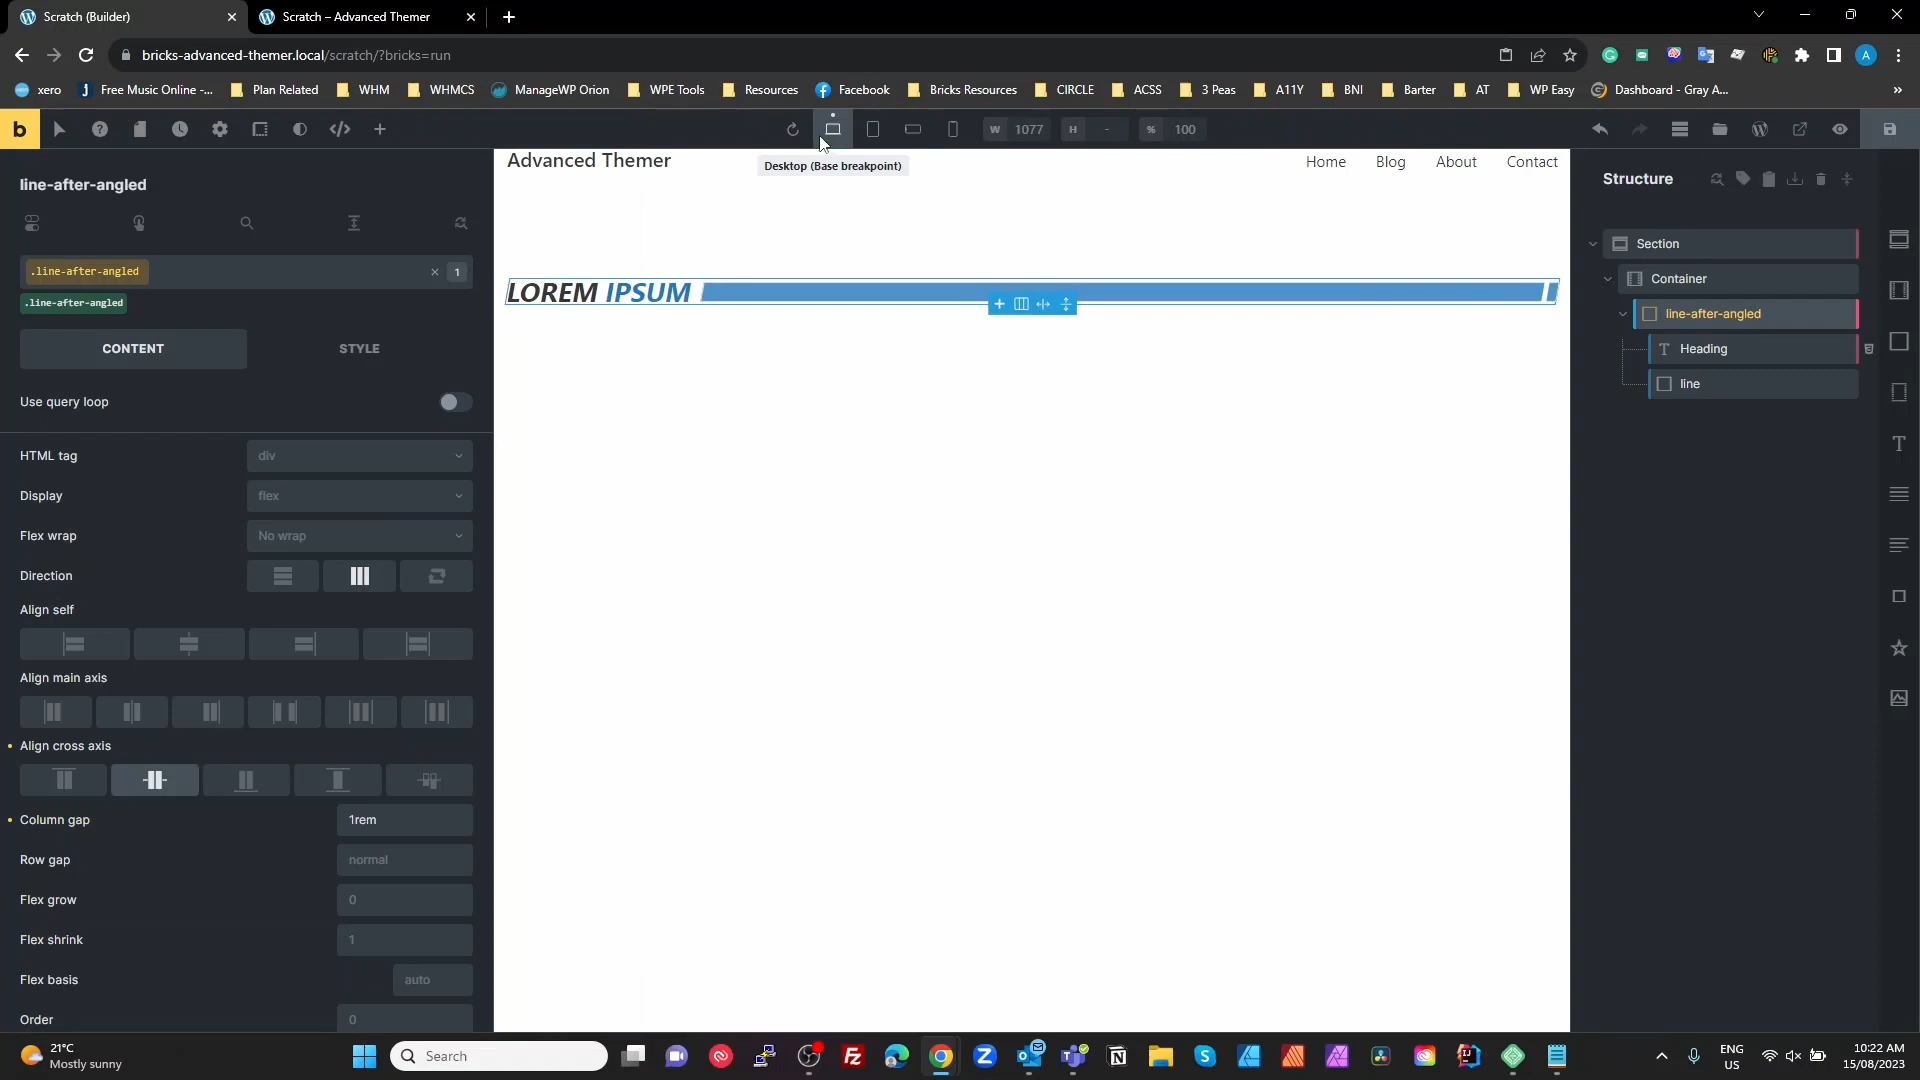 Scratch (Builder)
Scratch – Advanced Themer
bricks-advanced-themer.local/scratch/?bricks=run
xero
Free Music Online -...
Plan Related
WHM
WHMCS
ManageWP Orion
WPE Tools
Resources
Facebook
Bricks Resources
CIRCLE
ACSS
3 Peas
A11Y
BNI
Barter
AT
WP Easy
Dashboard - Gray A...
b
W 1077
H -
% 100
line-after-angled
.line-after-angled
1
.line-after-angled
CONTENT
STYLE
Use query loop
HTML tag
div
Display
flex
Flex wrap
No wrap
Direction
Align self
Align main axis
Align cross axis
Column gap
1rem
Row gap
normal
Flex grow
0
Flex shrink
1
Flex basis
auto
Order
0
Advanced Themer
Desktop (Base breakpoint)
Home
Blog
About
Contact
LOREM IPSUM
Structure
Section
Container
line-after-angled
Heading
line
21°C
Mostly sunny
Search
ENG
US
10:22 AM
15/08/2023